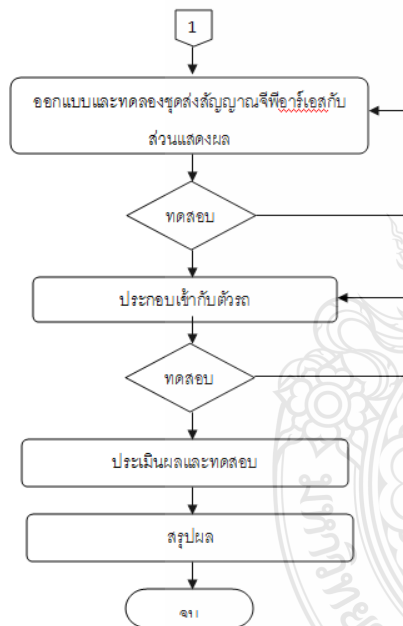 1
ออกแบบและทดลองชุดส่งสัญญาณจีพีอาร์เอสกับ
ส่วนแสดงผล
ทดสอบ
ประกอบเข้ากับตัวรถ
ทดสอบ
ประเมินผลและทดสอบ
สรุปผล
จบ